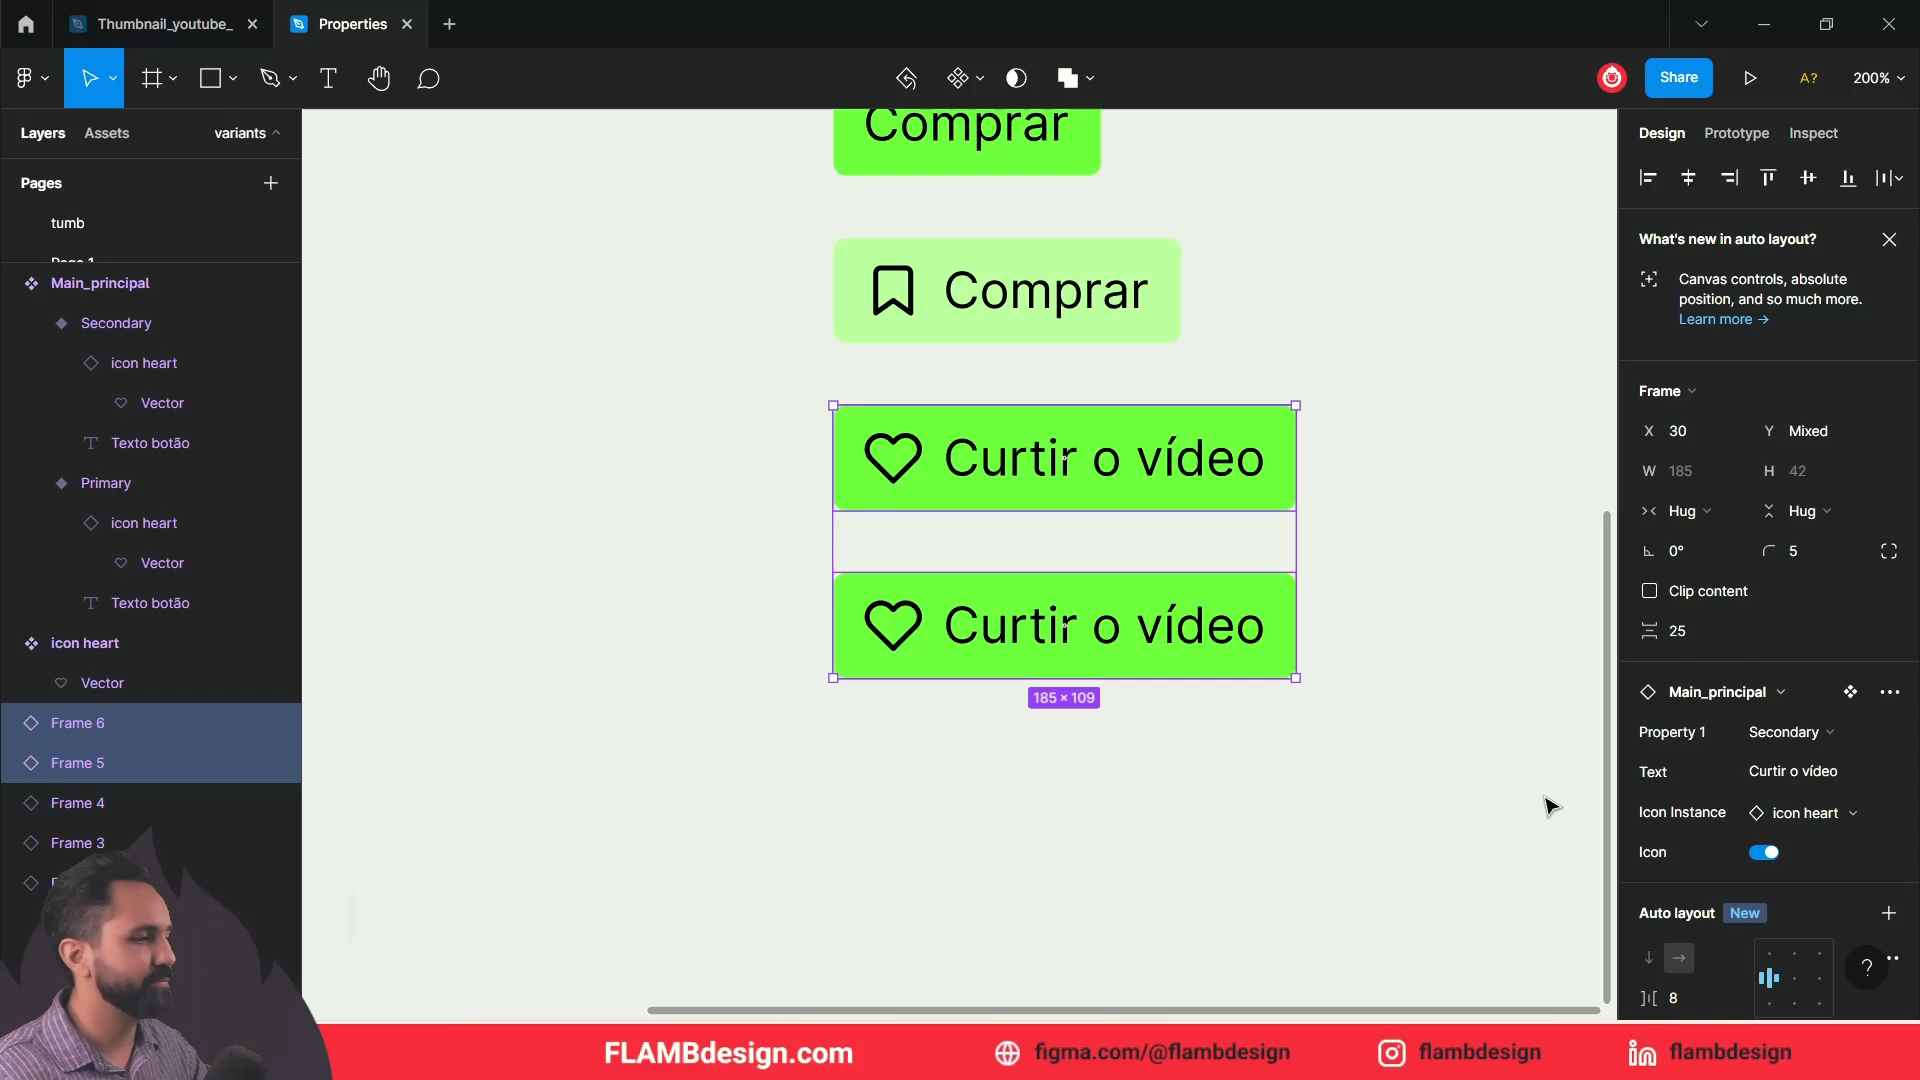 Thumbnail_youtube_
Properties
Share
A?
200%
Layers
Assets
variants
Pages
tumb
Page 1
Main_principal
Secondary
icon heart
Vector
Texto botão
Primary
icon heart
Vector
Texto botão
icon heart
Vector
Frame 6
Frame 5
Frame 4
Frame 3
Comprar
Comprar
Curtir o vídeo
Curtir o vídeo
185 × 109
Design
Prototype
Inspect
What's new in auto layout?
Canvas controls, absolute
position, and so much more.
Learn more →
Frame
X 30
Y Mixed
W 185
H 42
Hug
Hug
0°
5
Clip content
25
Main_principal
Property 1
Secondary
Text
Curtir o vídeo
Icon Instance
icon heart
Icon
Auto layout
New
8
?
FLAMBdesign.com
figma.com/@flambdesign
flambdesign
flambdesign